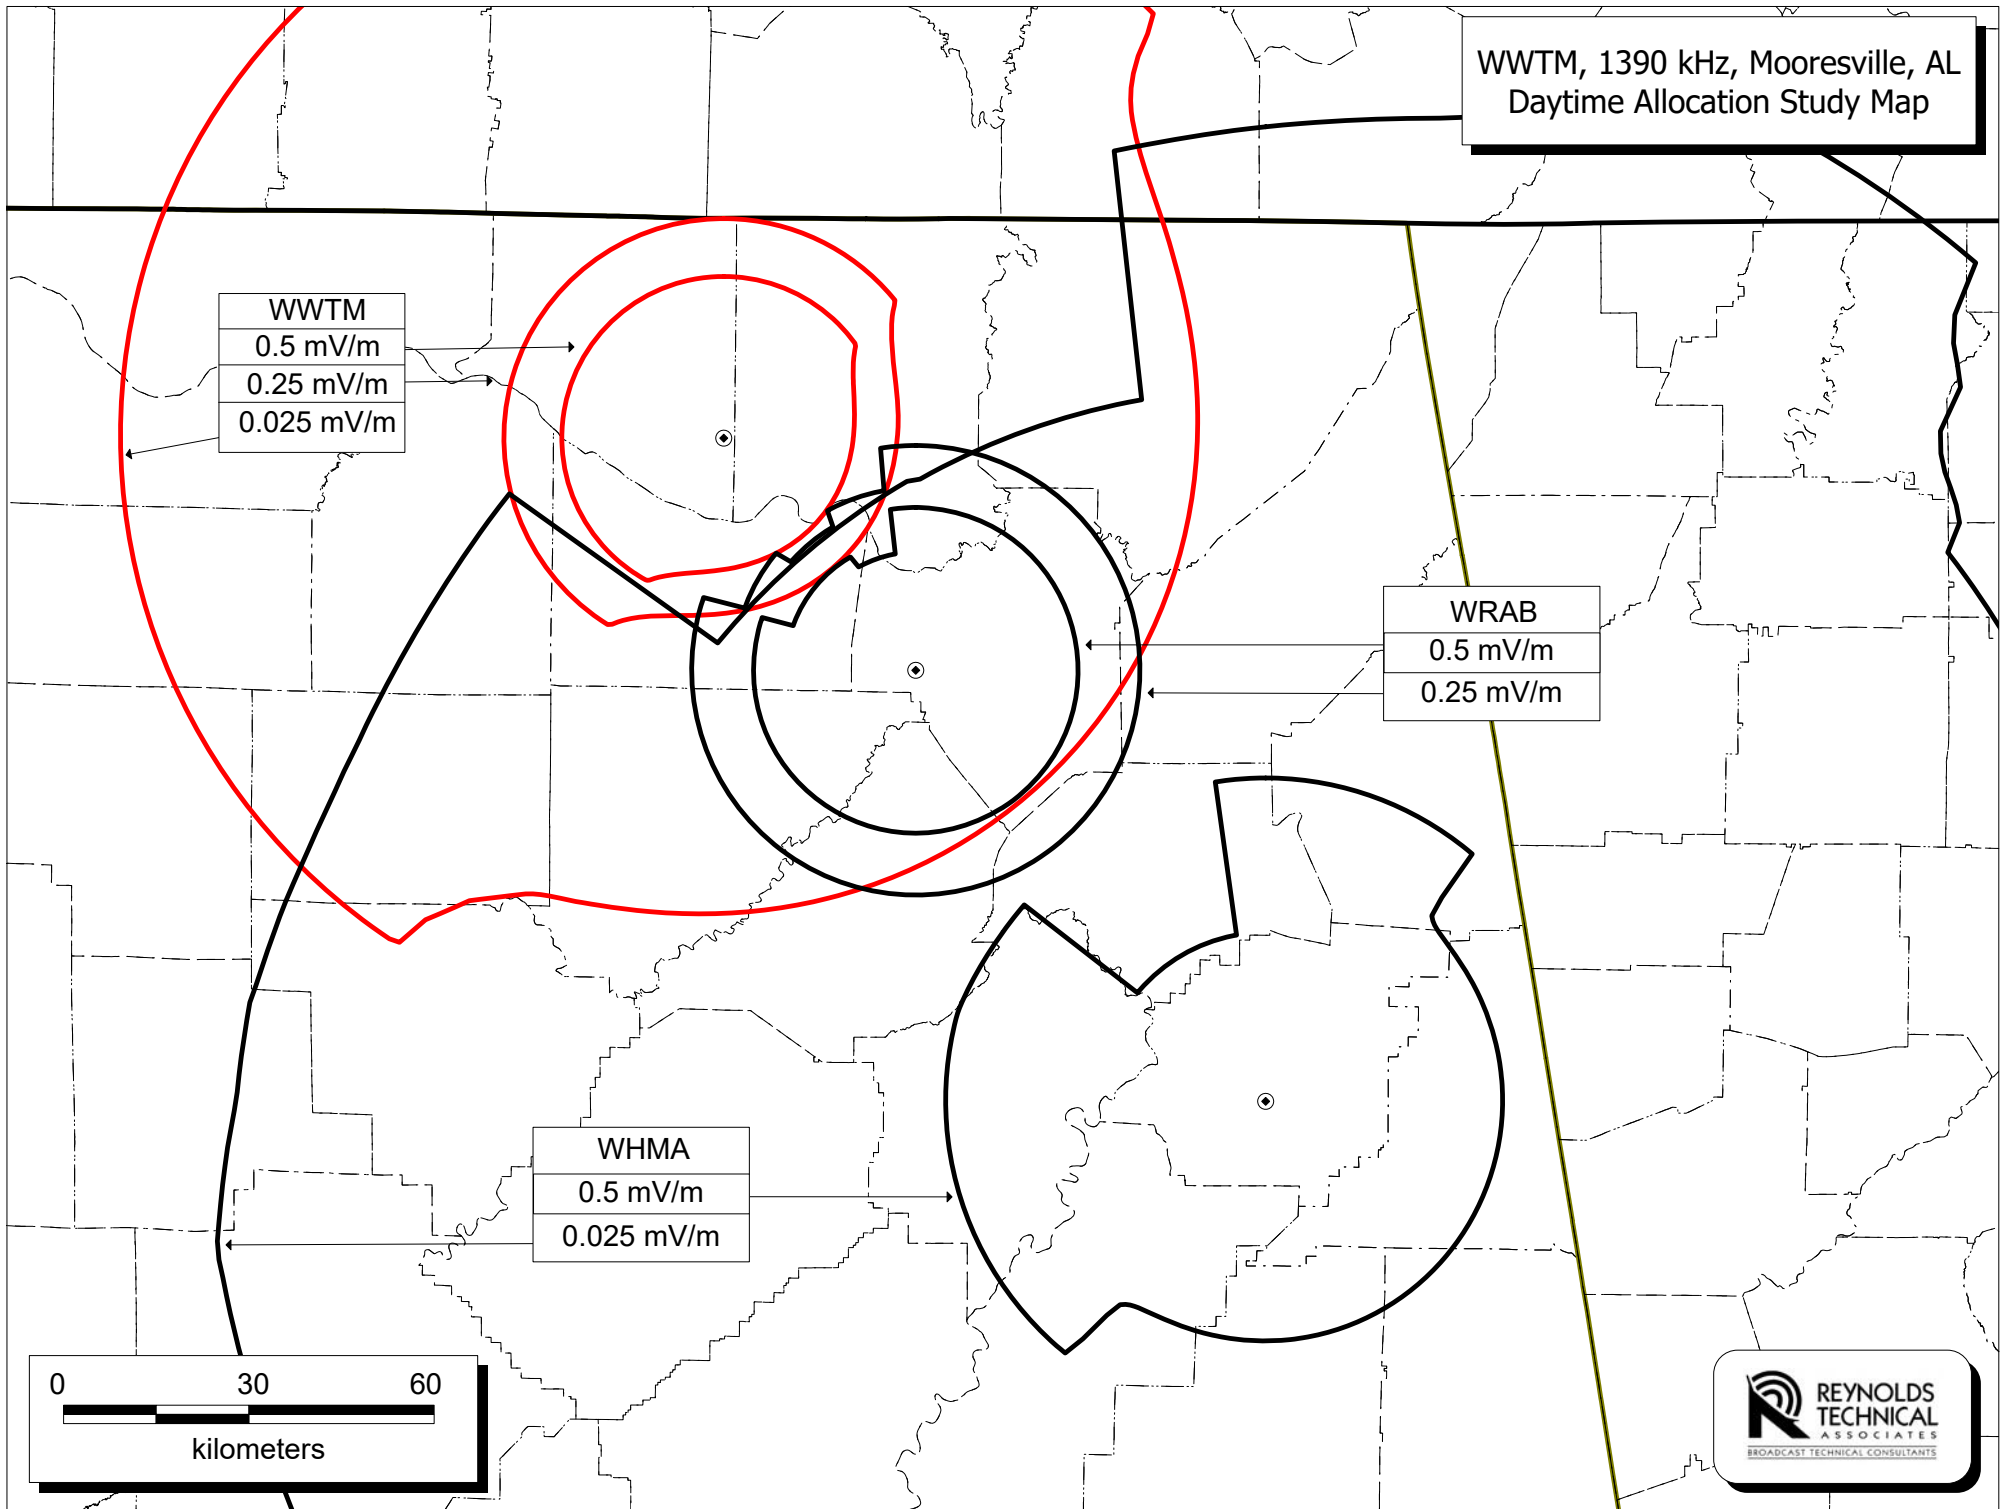 WWTM, 1390 kHz, Mooresville, AL
Daytime Allocation Study Map
WWTM
0.5 mV/m
0.25 mV/m
0.025 mV/m
WRAB
0.5 mV/m
0.25 mV/m
WHMA
0.5 mV/m
0.025 mV/m
0 30 60
kilometers
REYNOLDS
TECHNICAL
ASSOCIATES
BROADCAST TECHNICAL CONSULTANTS